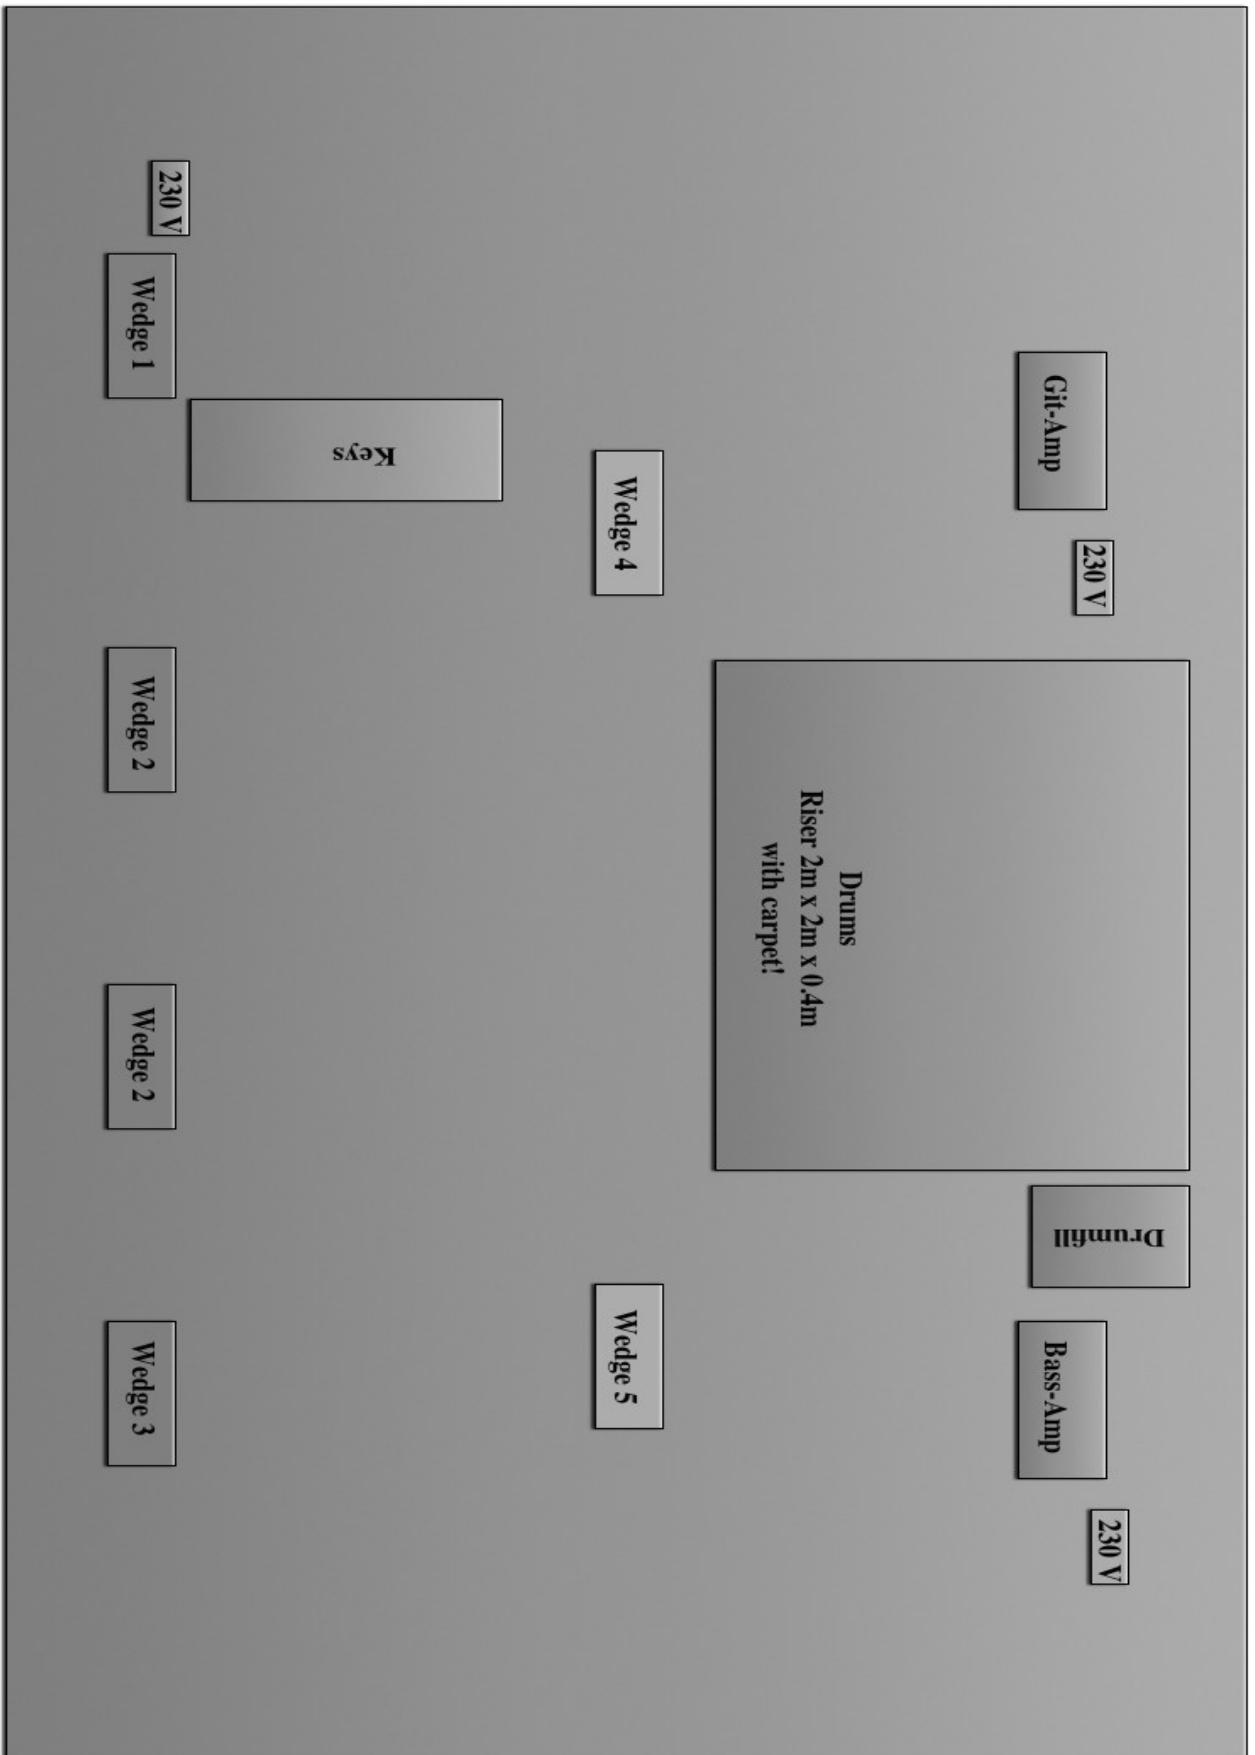 Git-Amp
230 V
Drums
Riser 2m x 2m x 0.4m
with carpet!
Drumfill
Bass-Amp
230 V
Wedge 4
Wedge 5
Keys
230 V
Wedge 1
Wedge 2
Wedge 2
Wedge 3